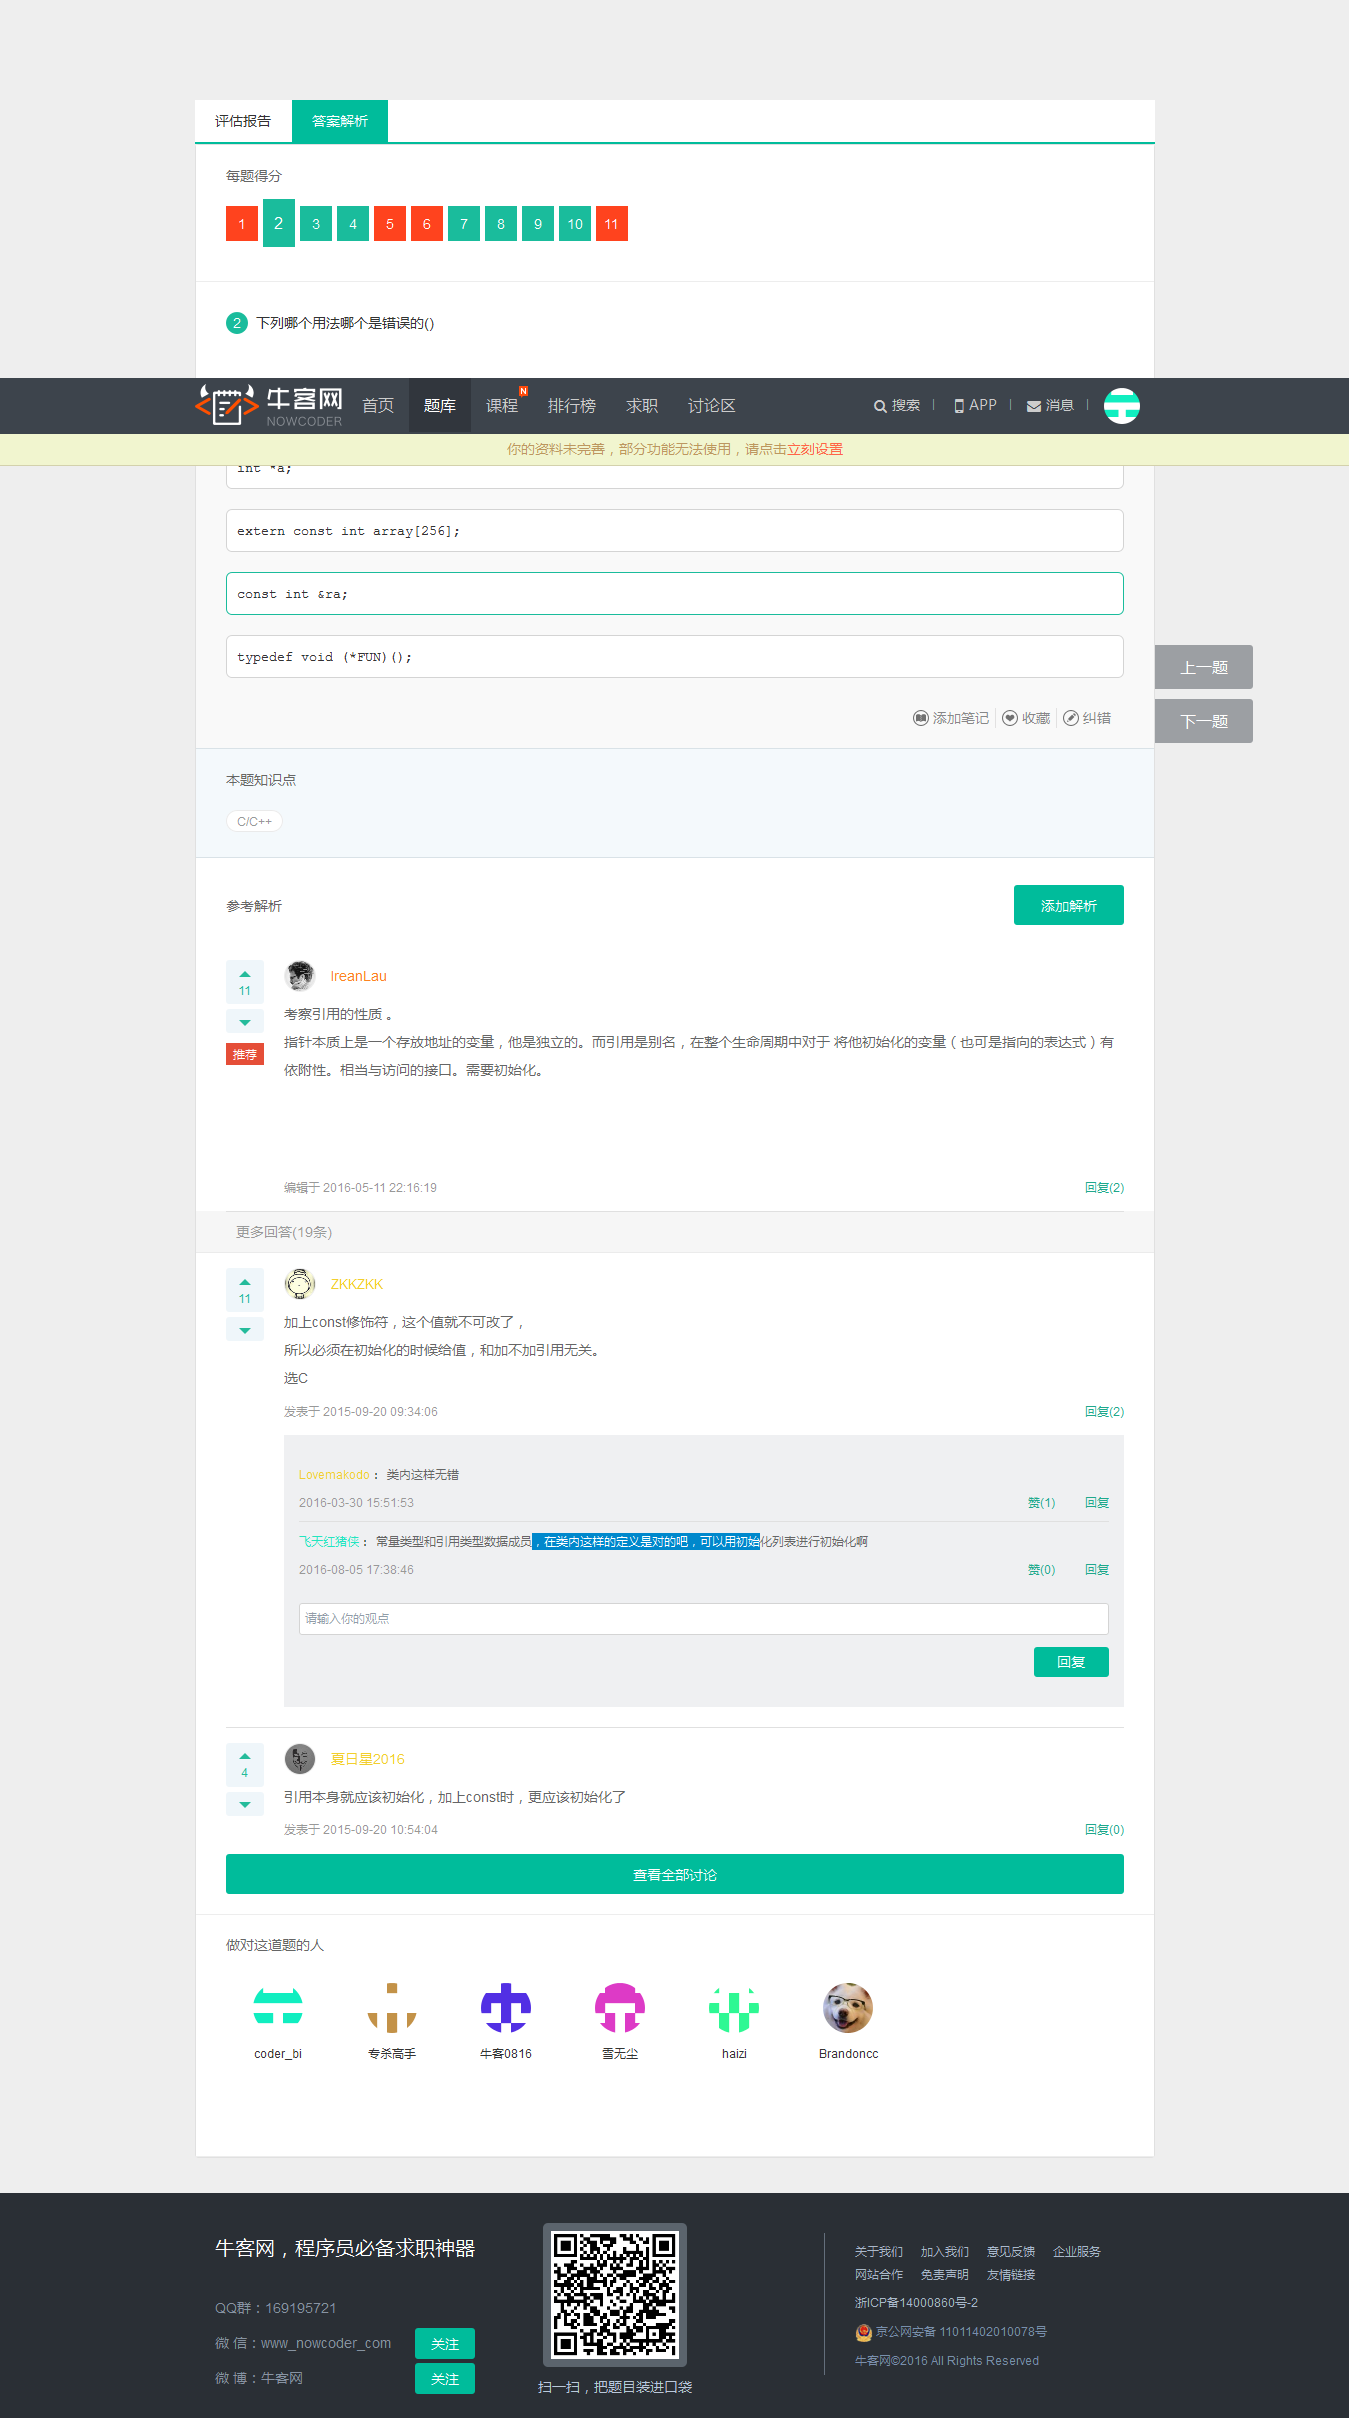 评估报告 答案解析
每题得分
1 2 3 4 5 6 7 8 9 10 11
2 下列哪个用法哪个是错误的()
牛客网 NOWCODER 首页 题库 课程 N 排行榜 求职 讨论区 搜索 APP 消息
你的资料未完善，部分功能无法使用，请点击立刻设置
int *a;
extern const int array[256];
const int &ra;
typedef void (*FUN)();
上一题
下一题
添加笔记 收藏 纠错
本题知识点
C/C++
参考解析 添加解析
11
推荐
IreanLau
考察引用的性质 。
指针本质上是一个存放地址的变量，他是独立的。而引用是别名，在整个生命周期中对于 将他初始化的变量（也可是指向的表达式）有
依附性。相当与访问的接口。需要初始化。
编辑于 2016-05-11 22:16:19 回复(2)
更多回答(19条)
11
ZKKZKK
加上const修饰符，这个值就不可改了，
所以必须在初始化的时候给值，和加不加引用无关。
选C
发表于 2015-09-20 09:34:06 回复(2)
Lovemakodo： 类内这样无错
2016-03-30 15:51:53 赞(1) 回复
飞天红猪侠： 常量类型和引用类型数据成员，在类内这样的定义是对的吧，可以用初始化列表进行初始化啊
2016-08-05 17:38:46 赞(0) 回复
请输入你的观点
回复
4
夏日星2016
引用本身就应该初始化，加上const时，更应该初始化了
发表于 2015-09-20 10:54:04 回复(0)
查看全部讨论
做对这道题的人
coder_bi 专杀高手 牛客0816 雪无尘 haizi Brandoncc
牛客网，程序员必备求职神器
QQ群：169195721
微 信：www_nowcoder_com 关注
微 博：牛客网 关注
扫一扫，把题目装进口袋
关于我们 加入我们 意见反馈 企业服务
网站合作 免责声明 友情链接
浙ICP备14000860号-2
京公网安备 11011402010078号
牛客网©2016 All Rights Reserved